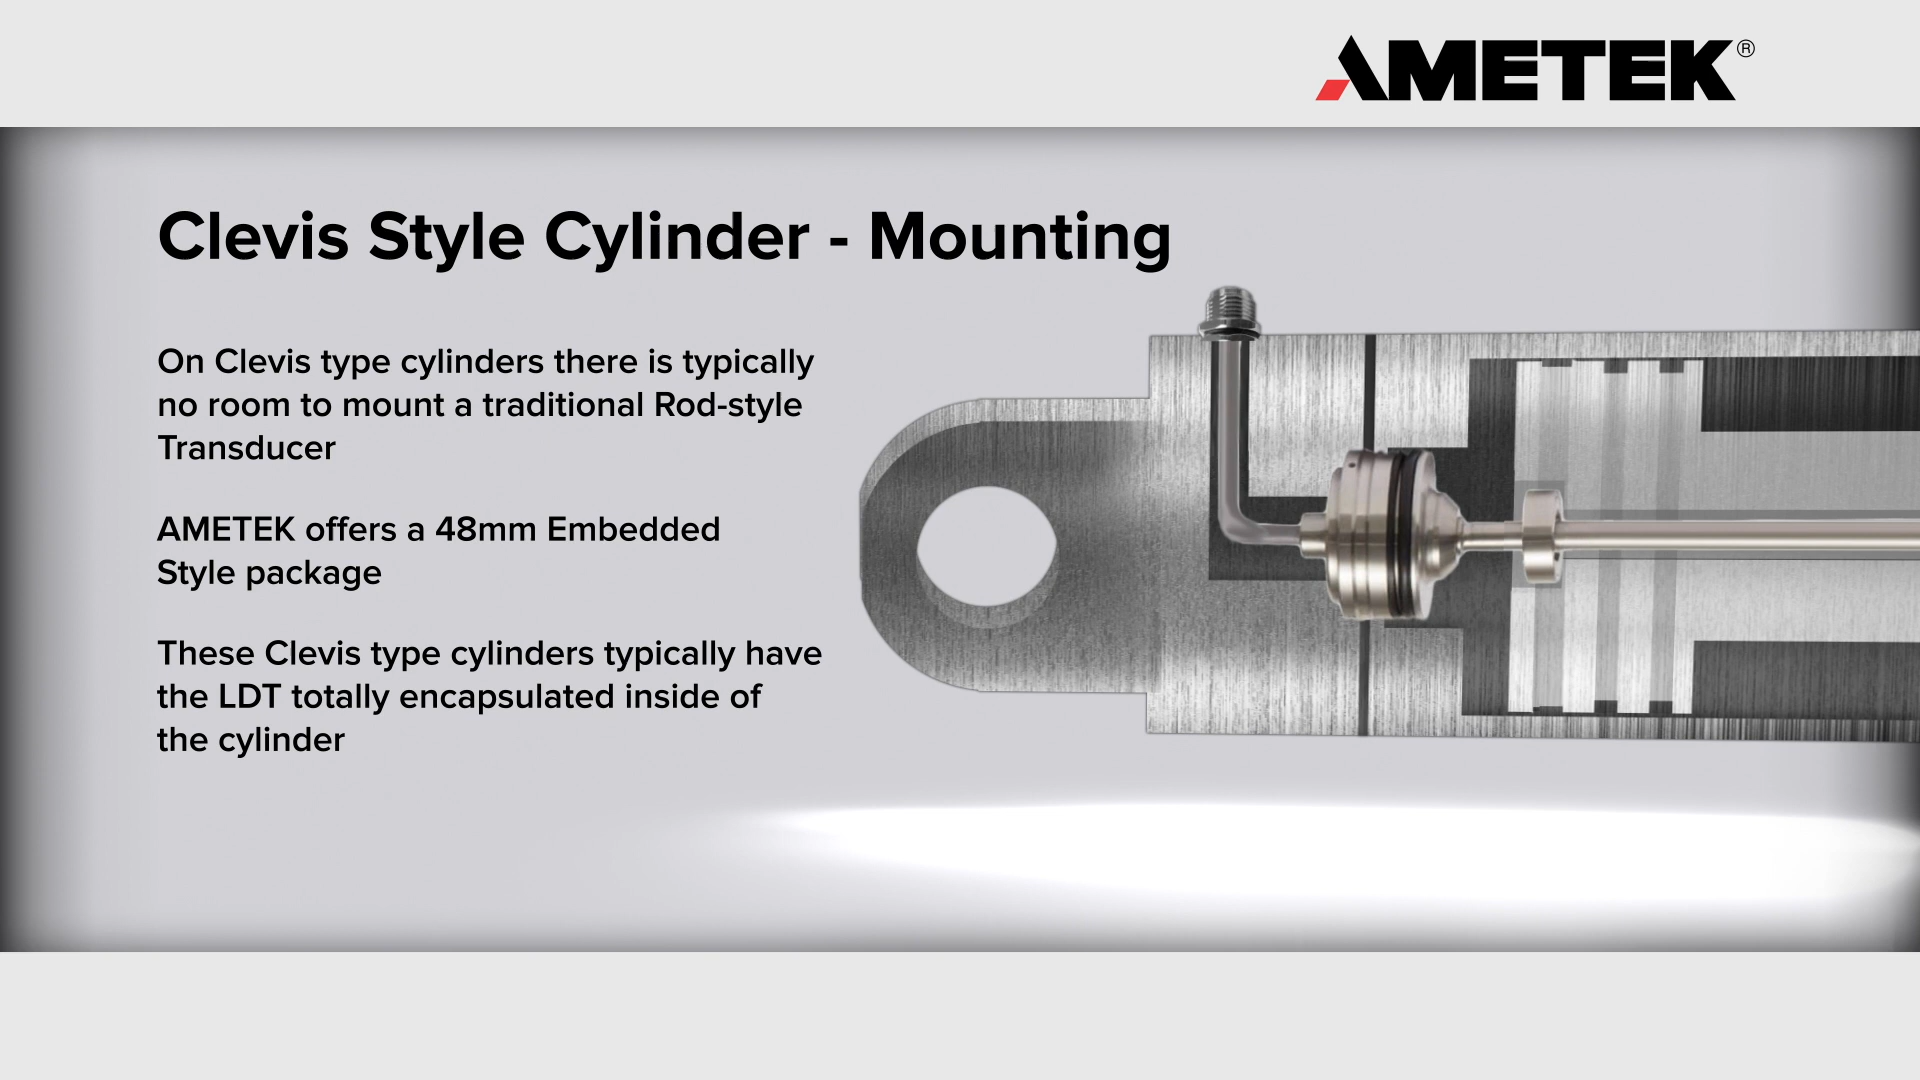 AMETEK®
Clevis Style Cylinder - Mounting
On Clevis type cylinders there is typically
no room to mount a traditional Rod-style
Transducer
AMETEK offers a 48mm Embedded
Style package
These Clevis type cylinders typically have
the LDT totally encapsulated inside of
the cylinder